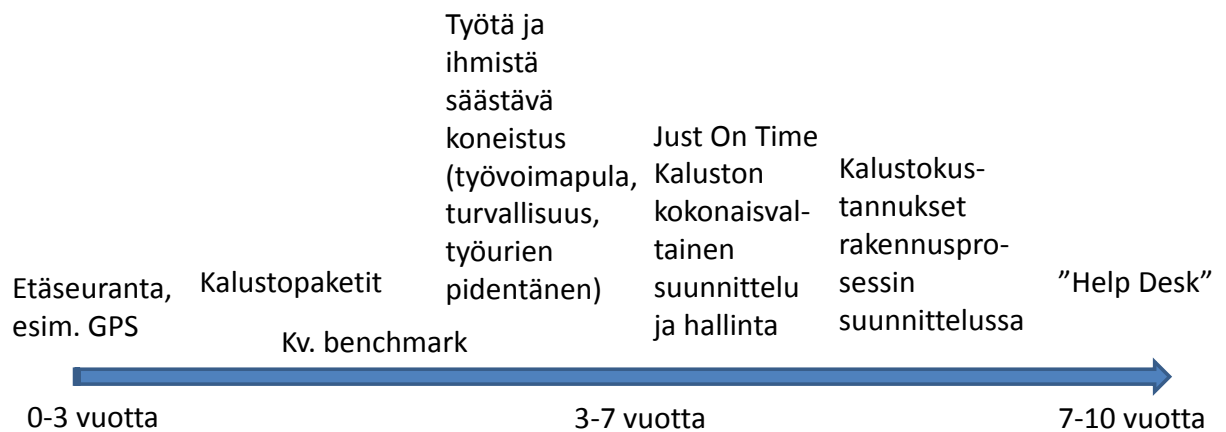 Työtä ja
ihmistä
säästävä
koneistus
(työvoimapula,
turvallisuus,
työurien
pidentänen)
Just On Time
Kaluston
kokonaisval-
tainen
suunnittelu
ja hallinta
Kalustokus-
tannukset
rakennuspro-
sessin
suunnittelussa
Etäseuranta,
esim. GPS
Kalustopaketit
”Help Desk”
Kv. benchmark
0-3 vuotta
3-7 vuotta
7-10 vuotta